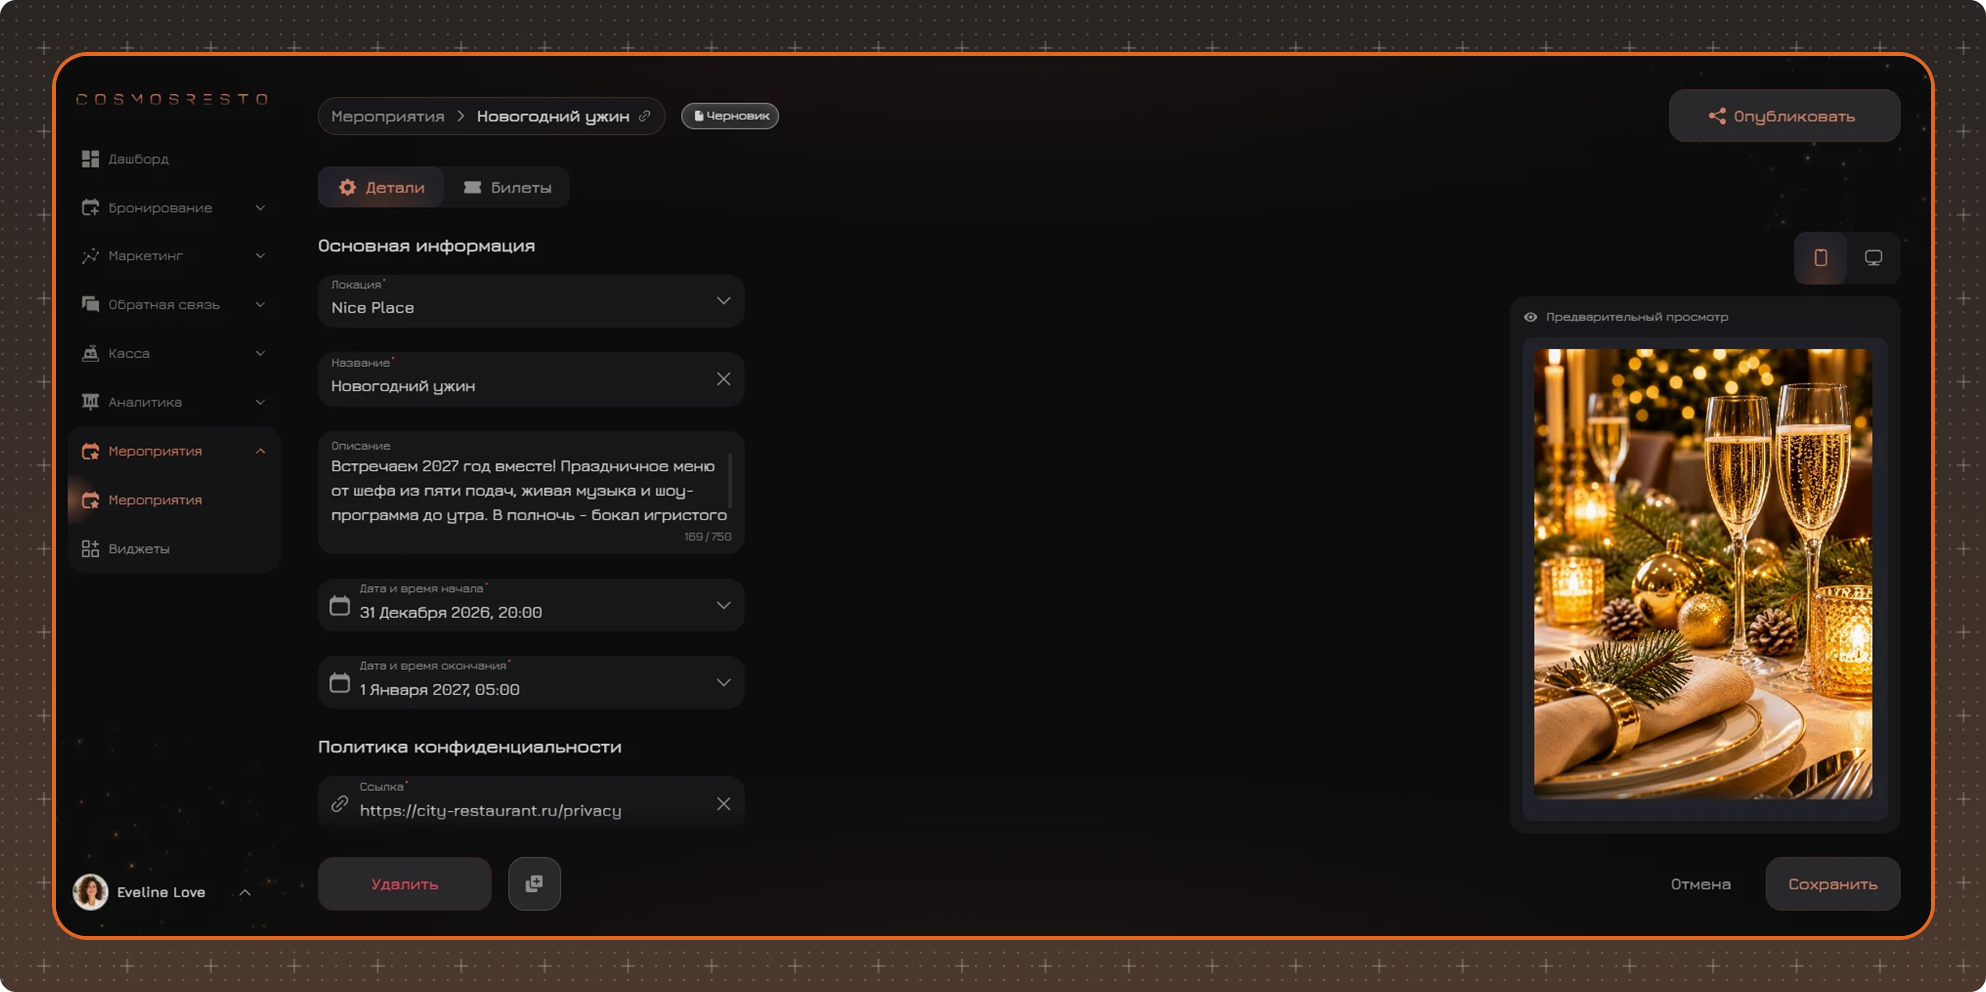 COSMOSRESTO
Дашборд
Бронирование
Маркетинг
Обратная связь
Касса
Аналитика
Мероприятия
Мероприятия
Виджеты
Eveline Love
Мероприятия > Новогодний ужин
Черновик
Опубликовать
Детали
Билеты
Основная информация
Локация*
Nice Place
Название*
Новогодний ужин
Описание
Встречаем 2027 год вместе! Праздничное меню
от шефа из пяти подач, живая музыка и шоу-
программа до утра. В полночь - бокал игристого
169 / 750
Дата и время начала*
31 Декабря 2026, 20:00
Дата и время окончания*
1 Января 2027, 05:00
Политика конфиденциальности
Ссылка*
https://city-restaurant.ru/privacy
Предварительный просмотр
Удалить
Отмена
Сохранить